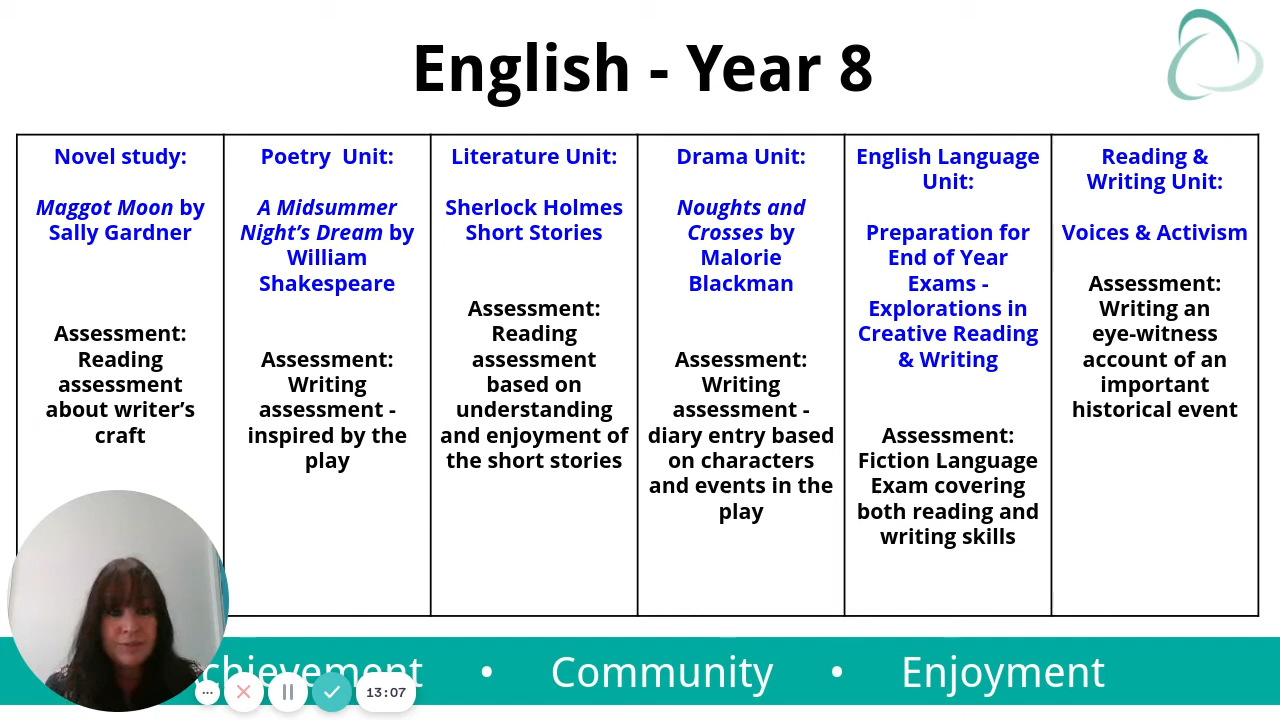 English - Year 8
Novel study:
Maggot Moon by
Sally Gardner
Assessment:
Reading
assessment
about writer’s
craft
Poetry Unit:
A Midsummer
Night’s Dream by
William
Shakespeare
Assessment:
Writing
assessment -
inspired by the
play
Literature Unit:
Sherlock Holmes
Short Stories
Assessment:
Reading
assessment
based on
understanding
and enjoyment of
the short stories
Drama Unit:
Noughts and
Crosses by
Malorie
Blackman
Assessment:
Writing
assessment -
diary entry based
on characters
and events in the
play
English Language
Unit:
Preparation for
End of Year
Exams -
Explorations in
Creative Reading
& Writing
Assessment:
Fiction Language
Exam covering
both reading and
writing skills
Reading &
Writing Unit:
Voices & Activism
Assessment:
Writing an
eye-witness
account of an
important
historical event
chievement • Community • Enjoyment
13:07